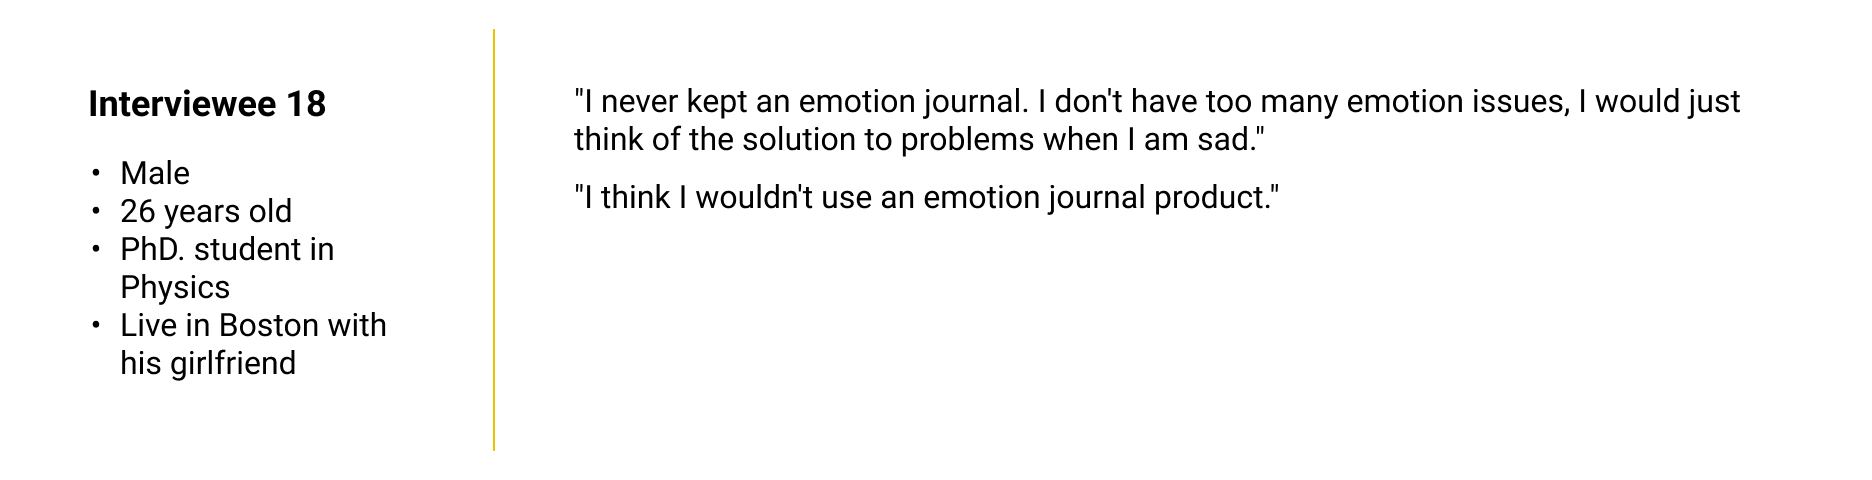 Interviewee 18
• Male
• 26 years old
• PhD. student in
Physics
• Live in Boston with
his girlfriend
"I never kept an emotion journal. I don't have too many emotion issues, I would just
think of the solution to problems when I am sad."
"I think I wouldn't use an emotion journal product."